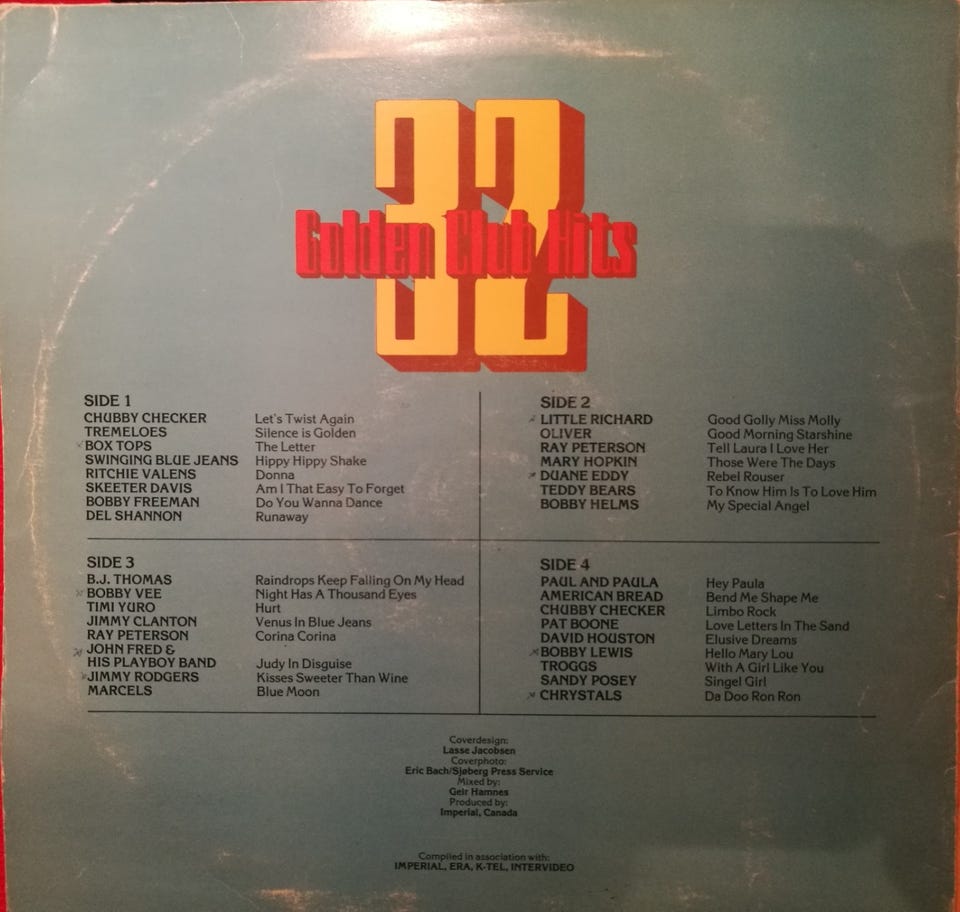 32
Golden Club Hits
SIDE 1
CHUBBY CHECKER Let's Twist Again
TREMELOES Silence is Golden
BOX TOPS The Letter
SWINGING BLUE JEANS Hippy Hippy Shake
RITCHIE VALENS Donna
SKEETER DAVIS Am I That Easy To Forget
BOBBY FREEMAN Do You Wanna Dance
DEL SHANNON Runaway
SIDE 2
LITTLE RICHARD Good Golly Miss Molly
OLIVER Good Morning Starshine
RAY PETERSON Tell Laura I Love Her
MARY HOPKIN Those Were The Days
DUANE EDDY Rebel Rouser
TEDDY BEARS To Know Him Is To Love Him
BOBBY HELMS My Special Angel
SIDE 3
B.J. THOMAS Raindrops Keep Falling On My Head
BOBBY VEE Night Has A Thousand Eyes
TIMI YURO Hurt
JIMMY CLANTON Venus In Blue Jeans
RAY PETERSON Corina Corina
JOHN FRED &
HIS PLAYBOY BAND Judy In Disguise
JIMMY RODGERS Kisses Sweeter Than Wine
MARCELS Blue Moon
SIDE 4
PAUL AND PAULA Hey Paula
AMERICAN BREAD Bend Me Shape Me
CHUBBY CHECKER Limbo Rock
PAT BOONE Love Letters In The Sand
DAVID HOUSTON Elusive Dreams
BOBBY LEWIS Hello Mary Lou
TROGGS With A Girl Like You
SANDY POSEY Singel Girl
CHRYSTALS Da Doo Ron Ron
Coverdesign:
Lasse Jacobsen
Coverphoto:
Eric Bach/Sjøberg Press Service
Mixed by:
Geir Hamnes
Produced by:
Imperial, Canada
Compiled in association with:
IMPERIAL, ERA, K-TEL, INTERVIDEO